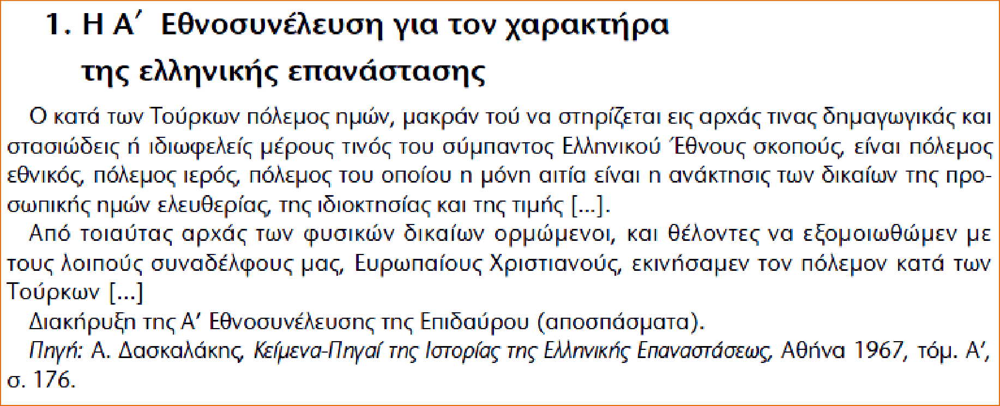 1. Η Α′ Εθνοσυνέλευση για τον χαρακτήρα
της ελληνικής επανάστασης
Ο κατά των Τούρκων πόλεμος ημών, μακράν τού να στηρίζεται εις αρχάς τινας δημαγωγικάς και
στασιώδεις ή ιδιωφελείς μέρους τινός του σύμπαντος Ελληνικού Έθνους σκοπούς, είναι πόλεμος
εθνικός, πόλεμος ιερός, πόλεμος του οποίου η μόνη αιτία είναι η ανάκτησις των δικαίων της προ-
σωπικής ημών ελευθερίας, της ιδιοκτησίας και της τιμής [...].
Από τοιαύτας αρχάς των φυσικών δικαίων ορμώμενοι, και θέλοντες να εξομοιωθώμεν με
τους λοιπούς συναδέλφους μας, Ευρωπαίους Χριστιανούς, εκινήσαμεν τον πόλεμον κατά των
Τούρκων [...]
Διακήρυξη της Α’ Εθνοσυνέλευσης της Επιδαύρου (αποσπάσματα).
Πηγή: Α. Δασκαλάκης, Κείμενα-Πηγαί της Ιστορίας της Ελληνικής Επαναστάσεως, Αθήνα 1967, τόμ. Α’,
σ. 176.